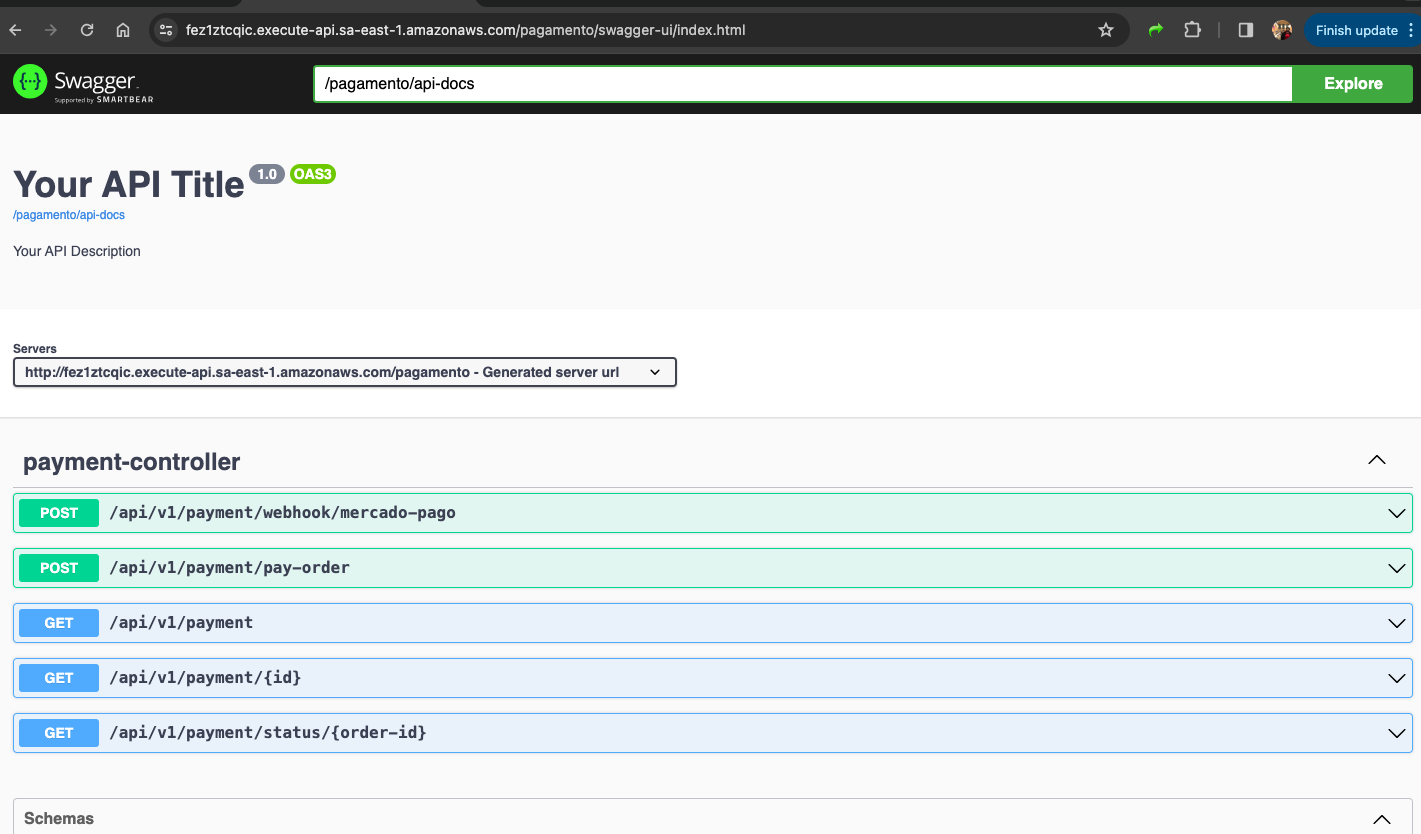 fez1ztcqic.execute-api.sa-east-1.amazonaws.com/pagamento/swagger-ui/index.html
Finish update
Swagger
Supported by SMARTBEAR
/pagamento/api-docs
Explore
Your API Title 1.0 OAS3
/pagamento/api-docs
Your API Description
Servers
http://fez1ztcqic.execute-api.sa-east-1.amazonaws.com/pagamento - Generated server url
payment-controller
POST /api/v1/payment/webhook/mercado-pago
POST /api/v1/payment/pay-order
GET /api/v1/payment
GET /api/v1/payment/{id}
GET /api/v1/payment/status/{order-id}
Schemas